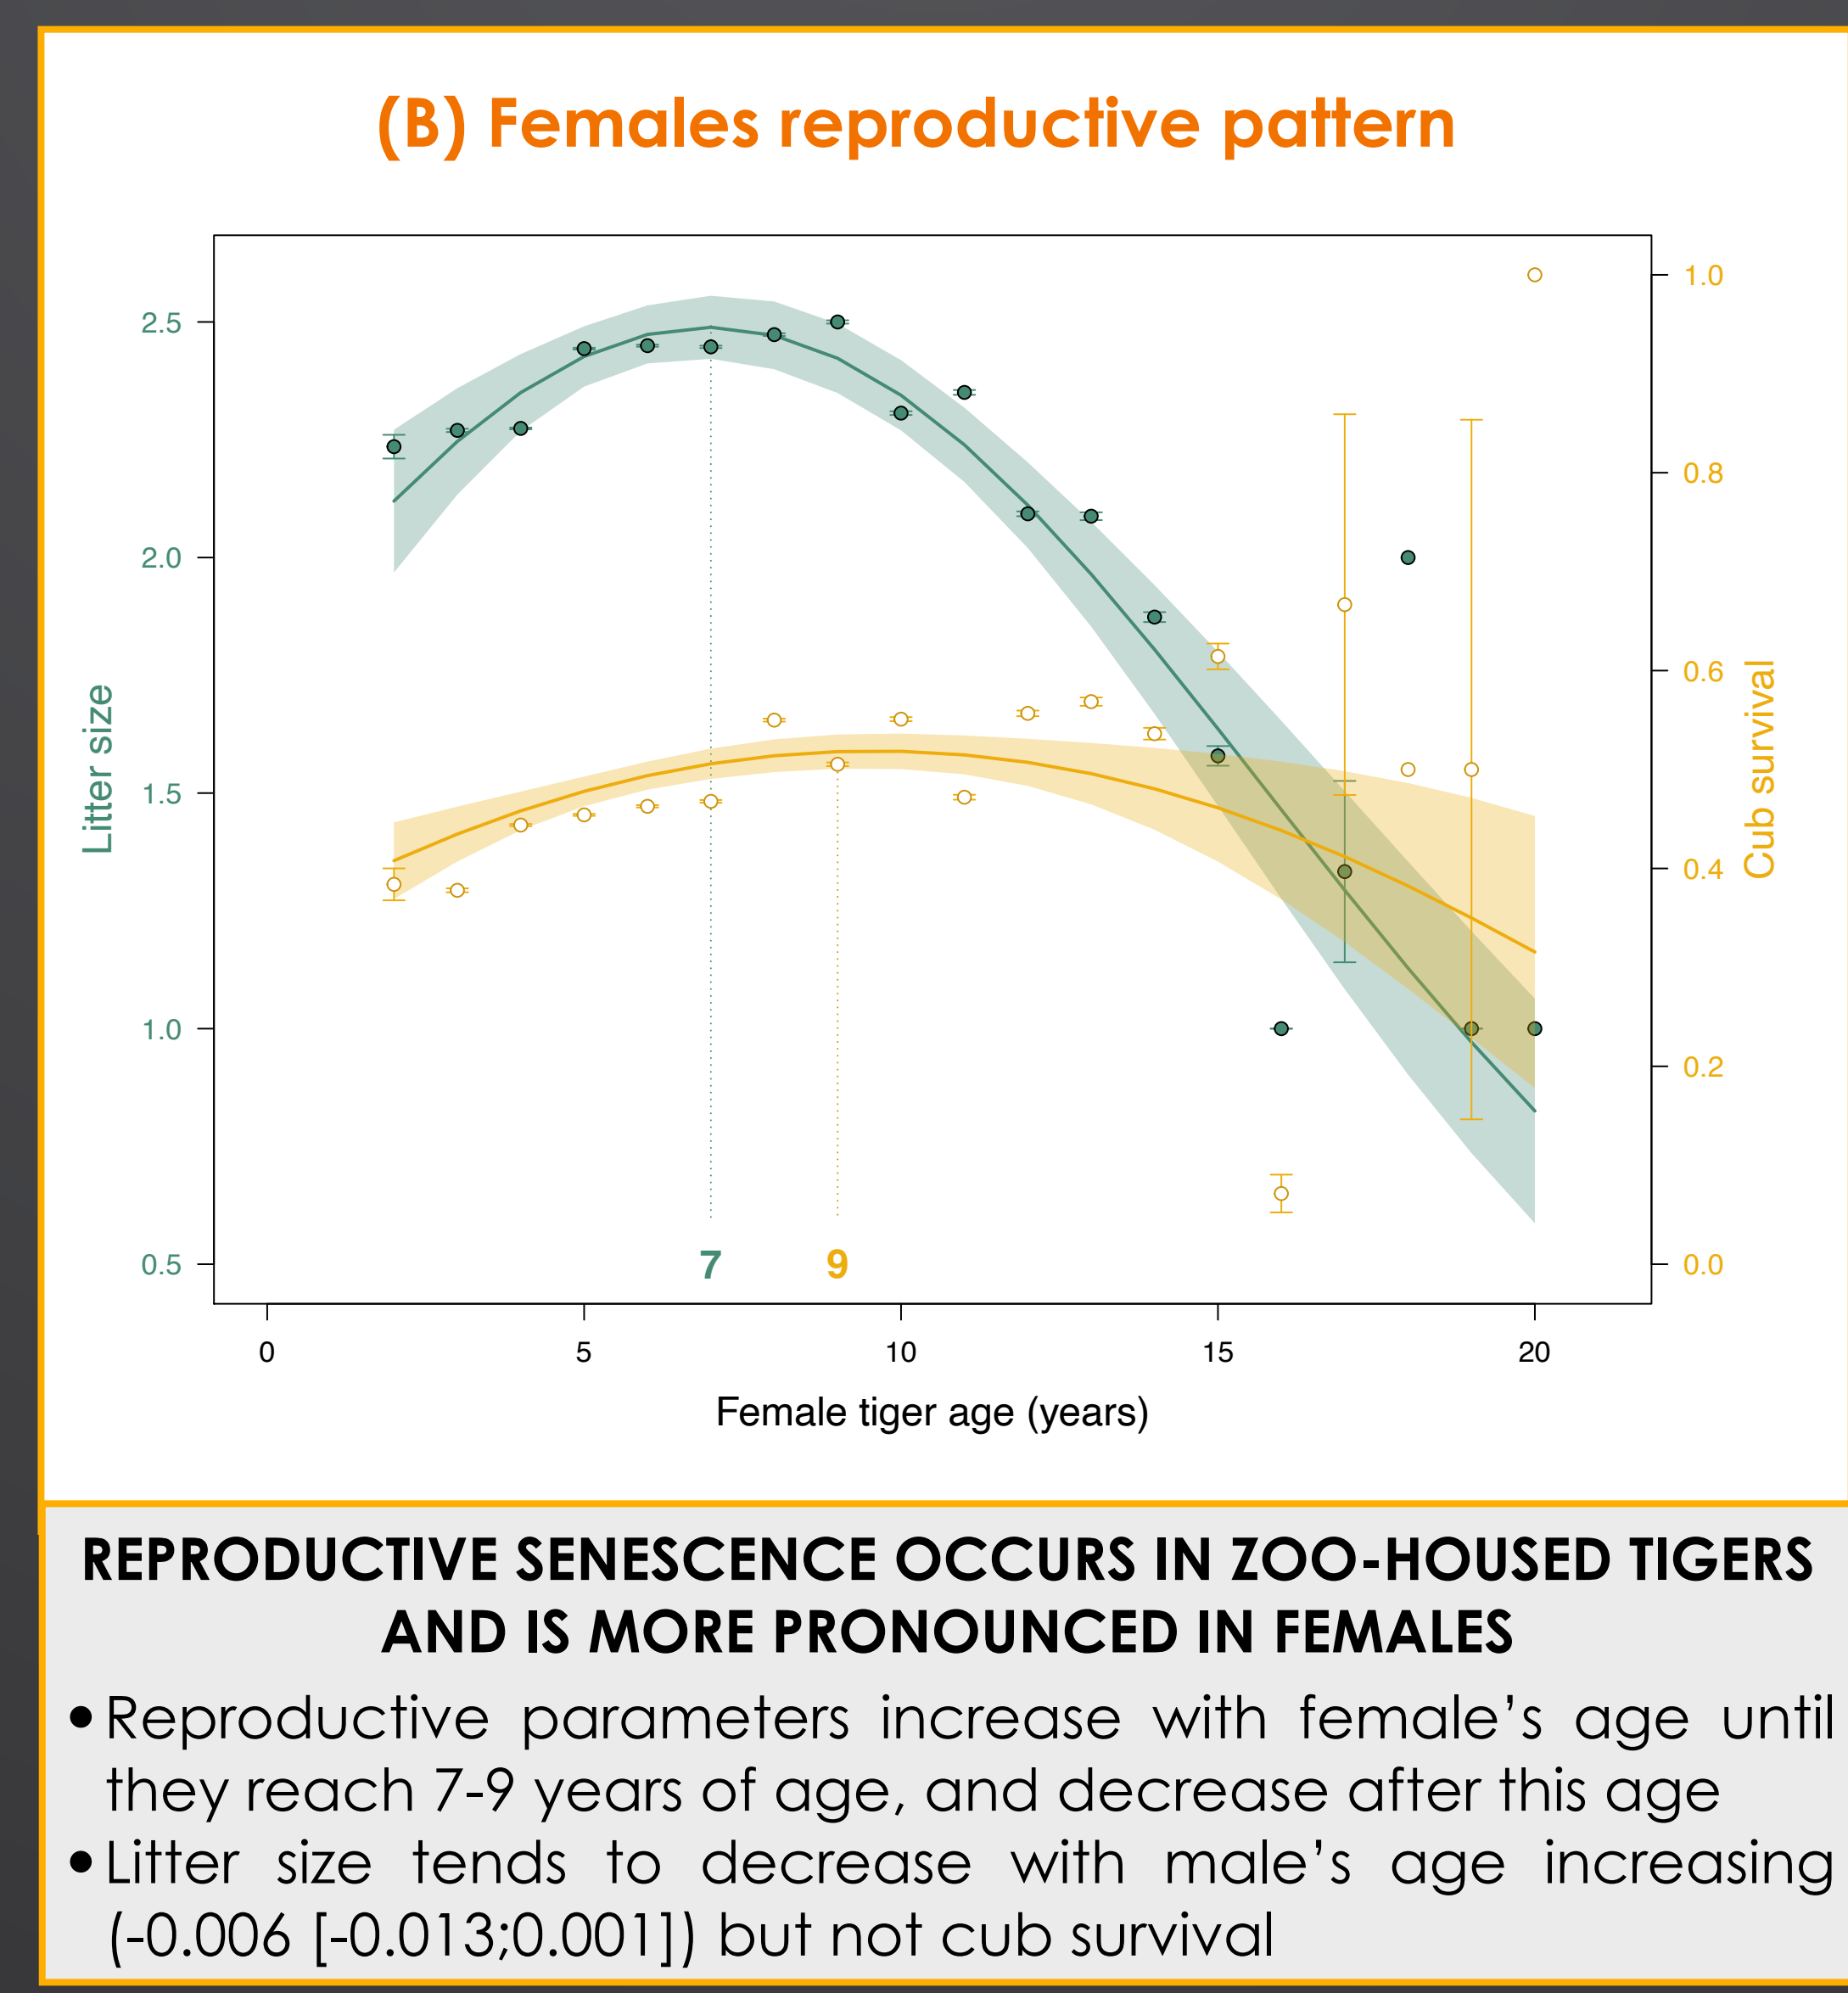 (B) Females reproductive pattern
2.5
2.0
1.5
1.0
0.5
Litter size
1.0
0.8
0.6
0.4
0.2
0.0
Cub survival
7 9
0 5 10 15 20
Female tiger age (years)
REPRODUCTIVE SENESCENCE OCCURS IN ZOO-HOUSED TIGERS
AND IS MORE PRONOUNCED IN FEMALES
•Reproductive parameters increase with female’s age until
they reach 7-9 years of age, and decrease after this age
•Litter size tends to decrease with male’s age increasing
(-0.006 [-0.013;0.001]) but not cub survival